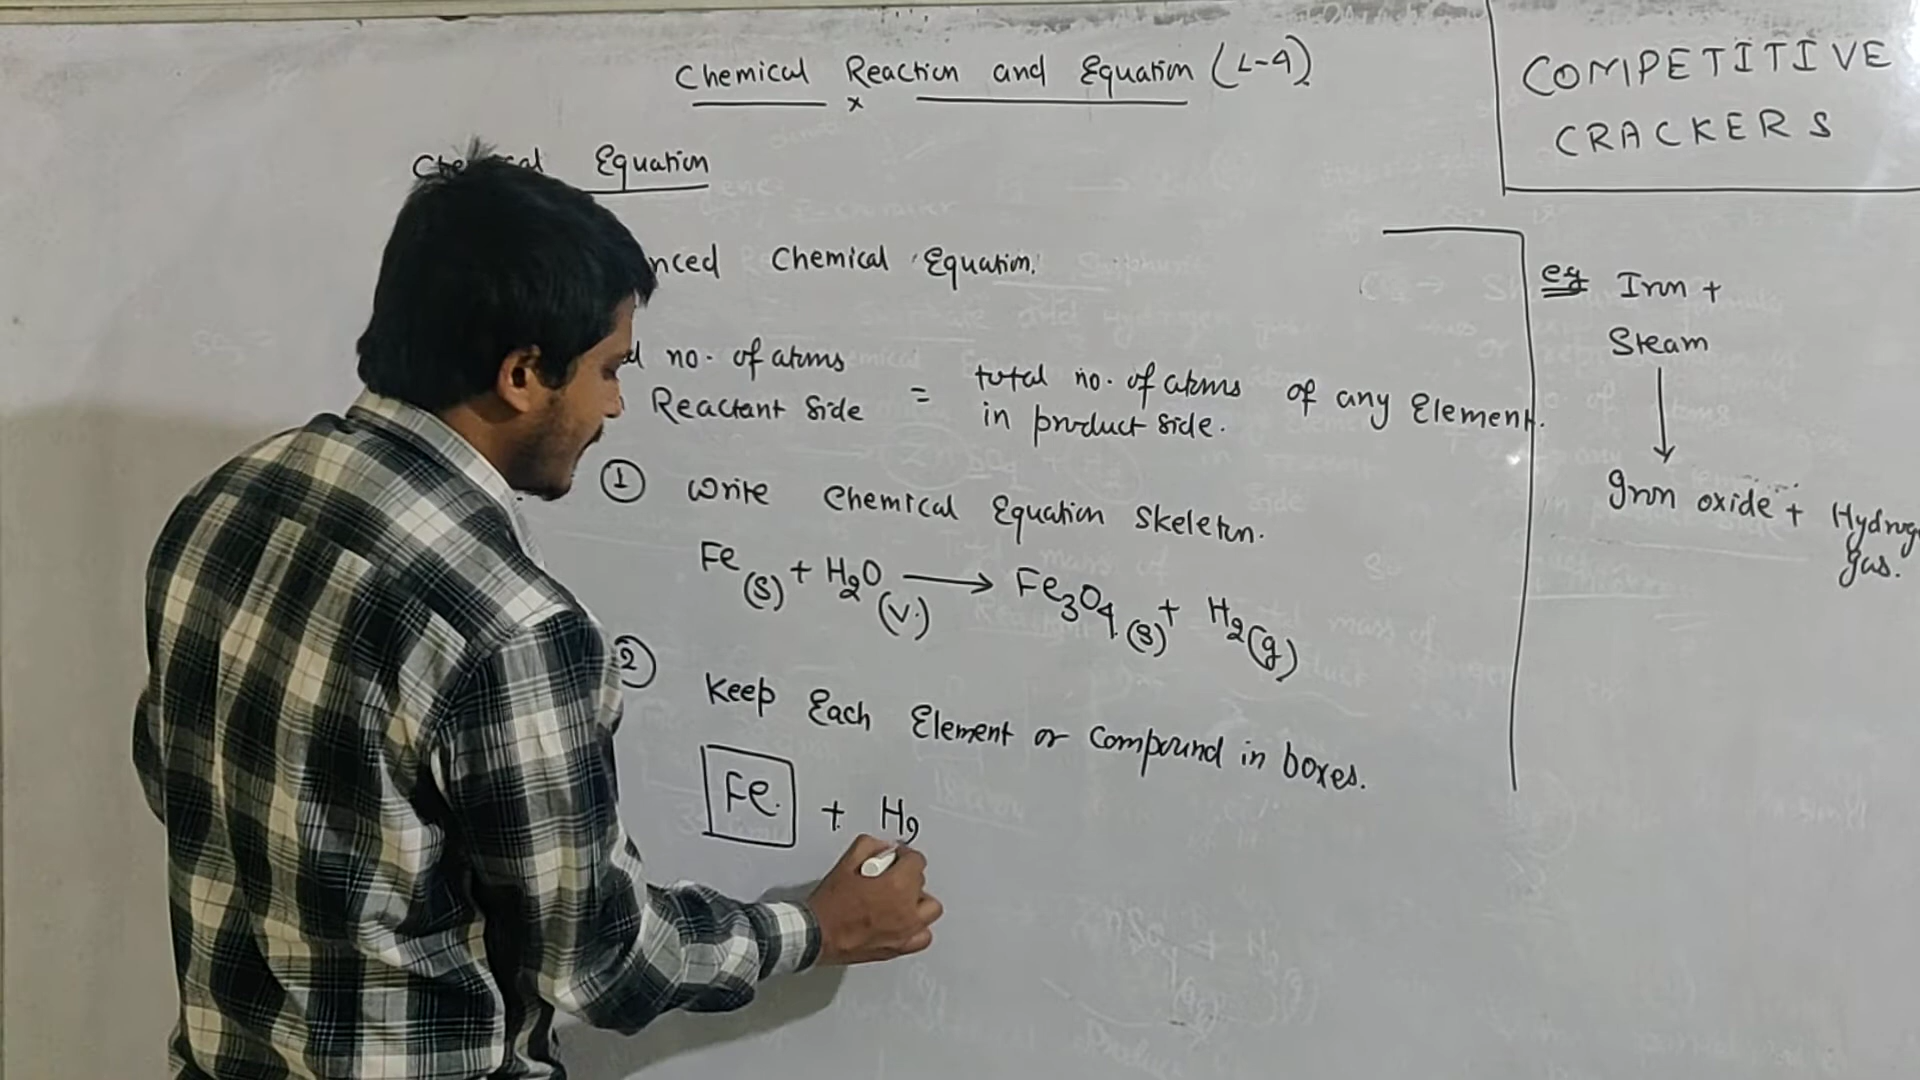 Chemical Reaction and Equation (L-4)
COMPETITIVE
CRACKERS
Equation
Chemical Equation.
no. of atoms
Reactant Side = total no. of atoms in product side. of any Element.
① Write Chemical Equation Skeleton.
Fe(s) + H2O(v.) → Fe3O4(s) + H2(g)
② Keep Each Element or Compound in boxes.
Fe. + H2
eg Iron +
Steam
↓
Iron oxide +
gas.